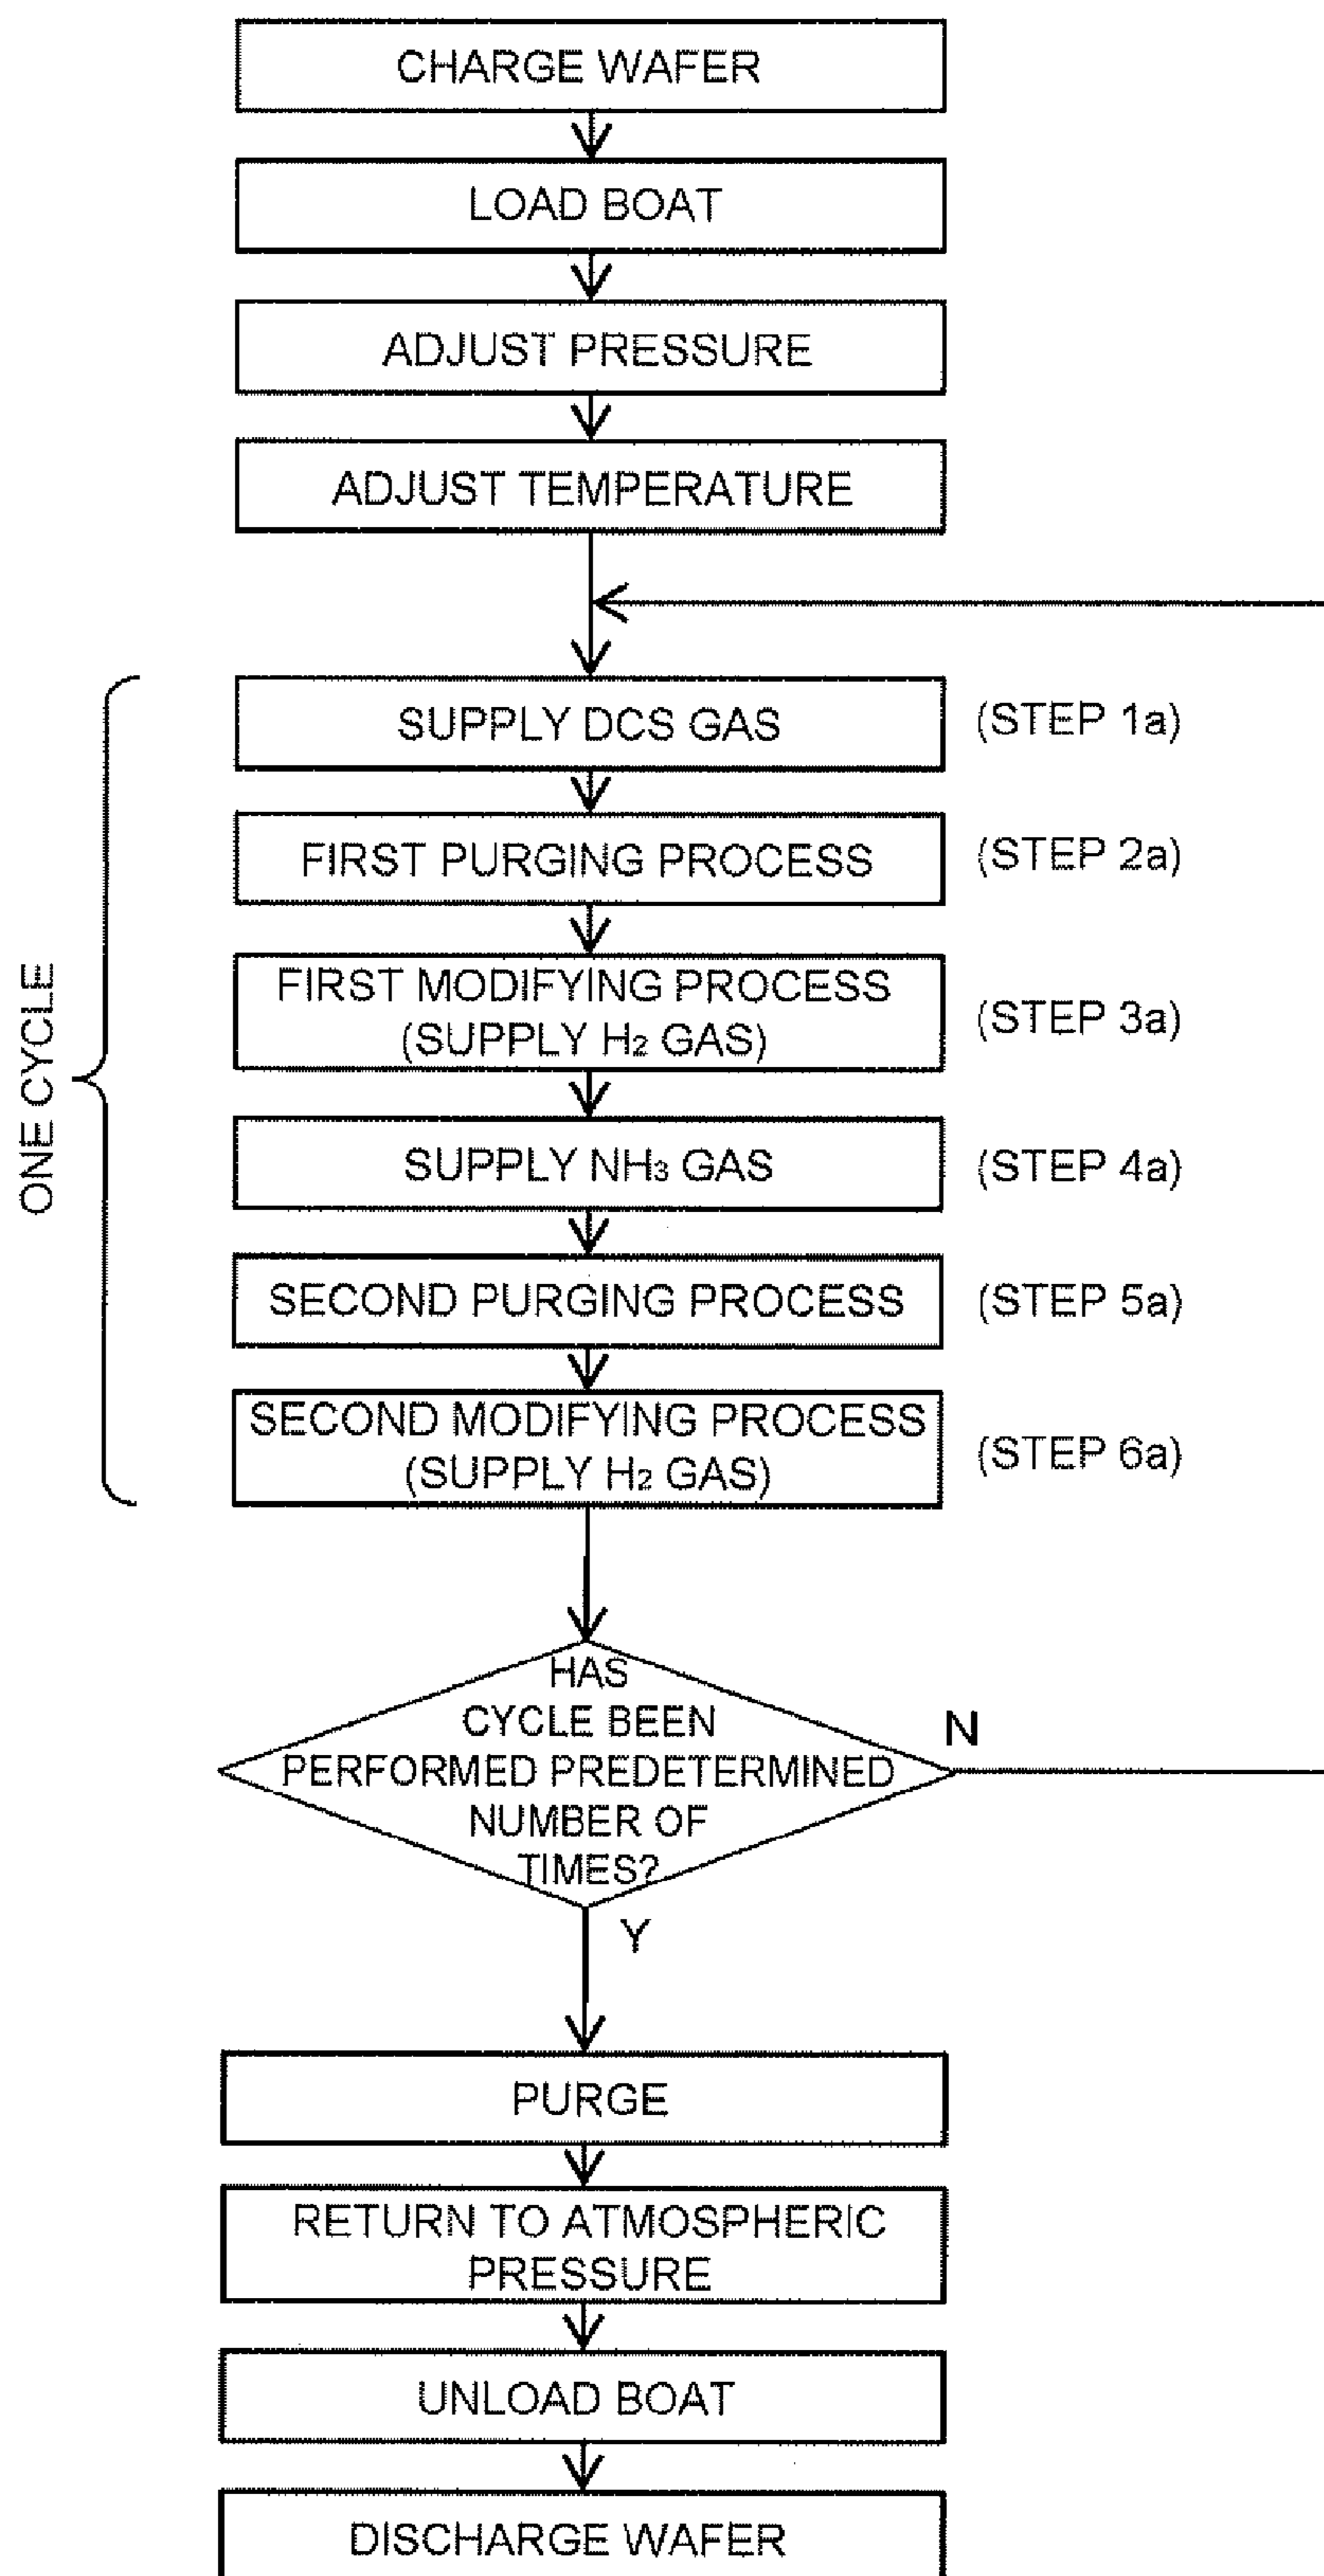 CHARGE WAFER
LOAD BOAT
ADJUST PRESSURE
ADJUST TEMPERATURE
ONE CYCLE
SUPPLY DCS GAS (STEP 1a)
FIRST PURGING PROCESS (STEP 2a)
FIRST MODIFYING PROCESS
(SUPPLY H₂ GAS) (STEP 3a)
SUPPLY NH₃ GAS (STEP 4a)
SECOND PURGING PROCESS (STEP 5a)
SECOND MODIFYING PROCESS
(SUPPLY H₂ GAS) (STEP 6a)
HAS
CYCLE BEEN
PERFORMED PREDETERMINED
NUMBER OF
TIMES?
N
Y
PURGE
RETURN TO ATMOSPHERIC
PRESSURE
UNLOAD BOAT
DISCHARGE WAFER